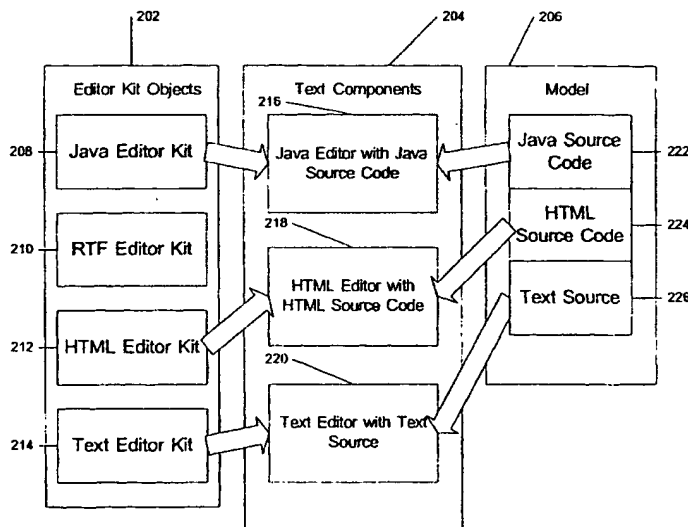 202
204
206
Editor Kit Objects
Text Components
Model
216
208
Java Editor Kit
Java Editor with Java
Source Code
Java Source
Code
222
218
210
RTF Editor Kit
HTML
Source Code
224
HTML Editor with
HTML Source Code
Text Source
226
212
HTML Editor Kit
220
214
Text Editor Kit
Text Editor with Text
Source